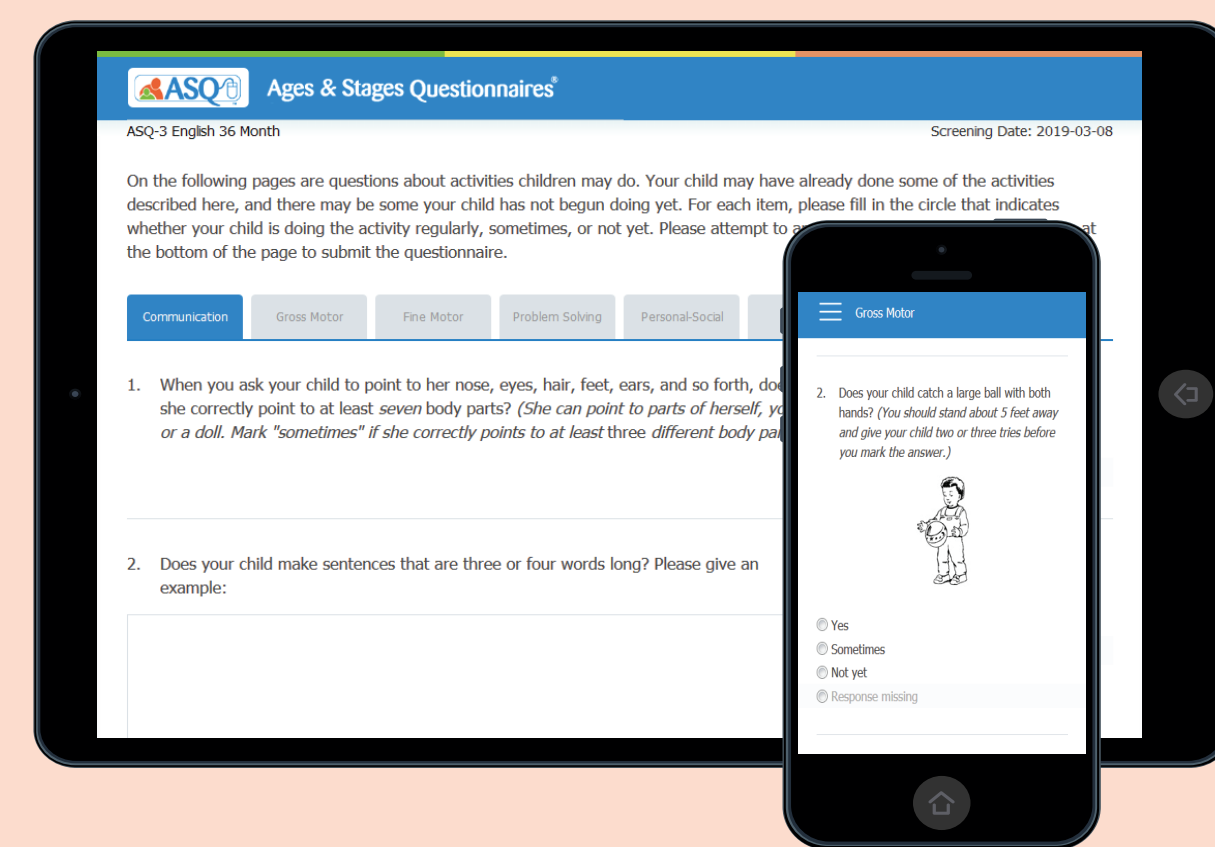 ASQ
Ages & Stages Questionnaires®
ASQ-3 English 36 Month
Screening Date: 2019-03-08
On the following pages are questions about activities children may do. Your child may have already done some of the activities
described here, and there may be some your child has not begun doing yet. For each item, please fill in the circle that indicates
whether your child is doing the activity regularly, sometimes, or not yet. Please attempt to
at
the bottom of the page to submit the questionnaire.
Communication
Gross Motor
Fine Motor
Problem Solving
Personal-Social
1. When you ask your child to point to her nose, eyes, hair, feet, ears, and so forth,
she correctly point to at least seven body parts? (She can point to parts of herself,
or a doll. Mark "sometimes" if she correctly points to at least three different body
2. Does your child make sentences that are three or four words long? Please give an
example:
Gross Motor
2. Does your child catch a large ball with both
hands? (You should stand about 5 feet away
and give your child two or three tries before
you mark the answer.)
Yes
Sometimes
Not yet
Response missing